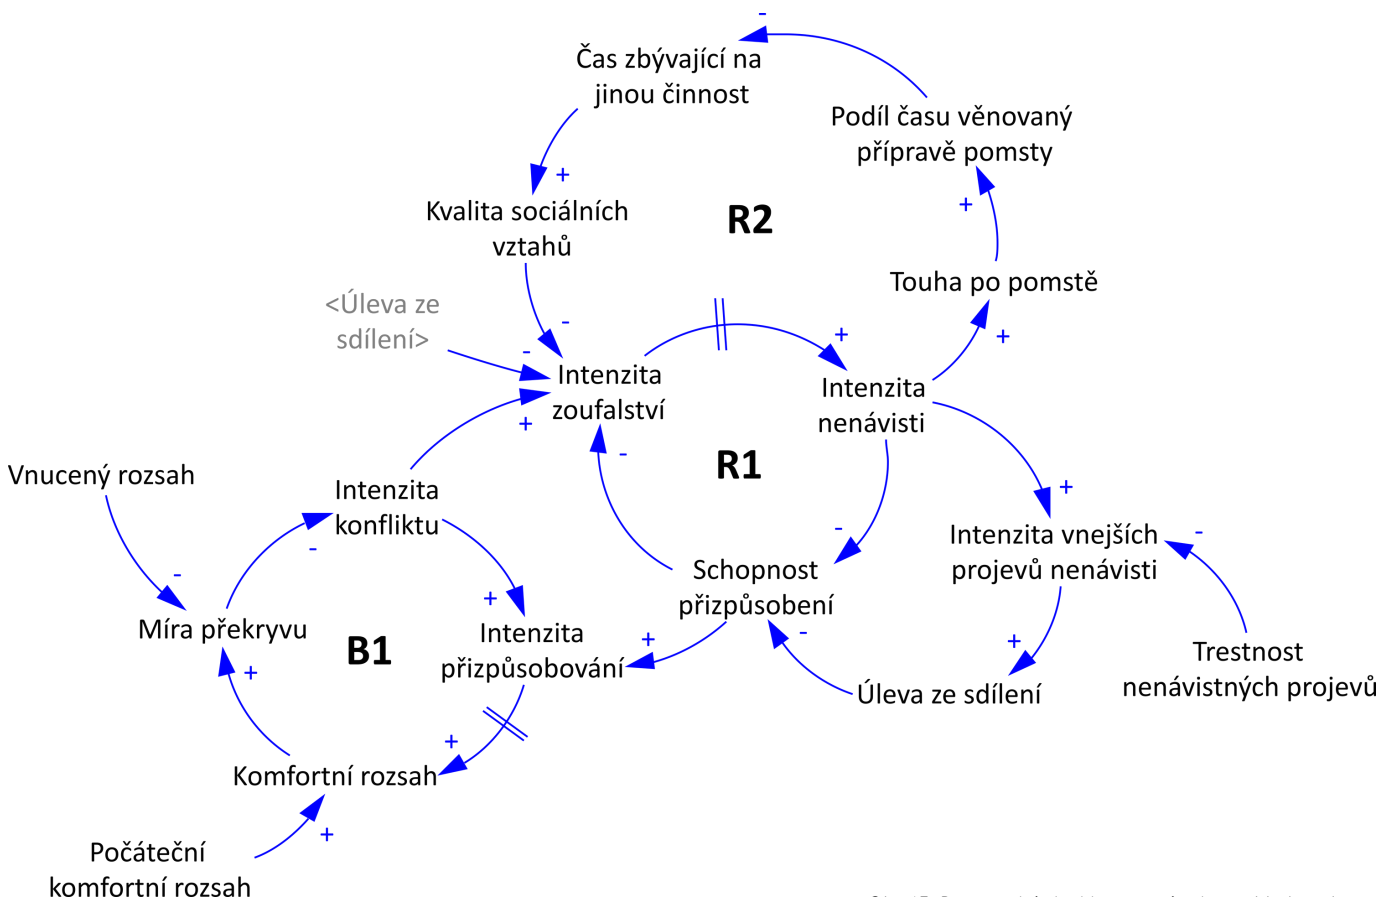 -
Čas zbývající na
jinou činnost
Podíl času věnovaný
přípravě pomsty
+
+
Kvalita sociálních
vztahů
R2
Touha po pomstě
<Úleva ze
sdílení>
-
-
+
+
Intenzita
zoufalství
Intenzita
nenávisti
+
-
R1
Vnucený rozsah
Intenzita
konfliktu
+
-
-
Intenzita vnejších
projevů nenávisti
-
-
Schopnost
přizpůsobení
+
Míra překryvu
B1
Intenzita
přizpůsobování
+
-
+
+
Trestnost
nenávistných projevů
Úleva ze sdílení
+
Komfortní rozsah
+
Počáteční
komfortní rozsah